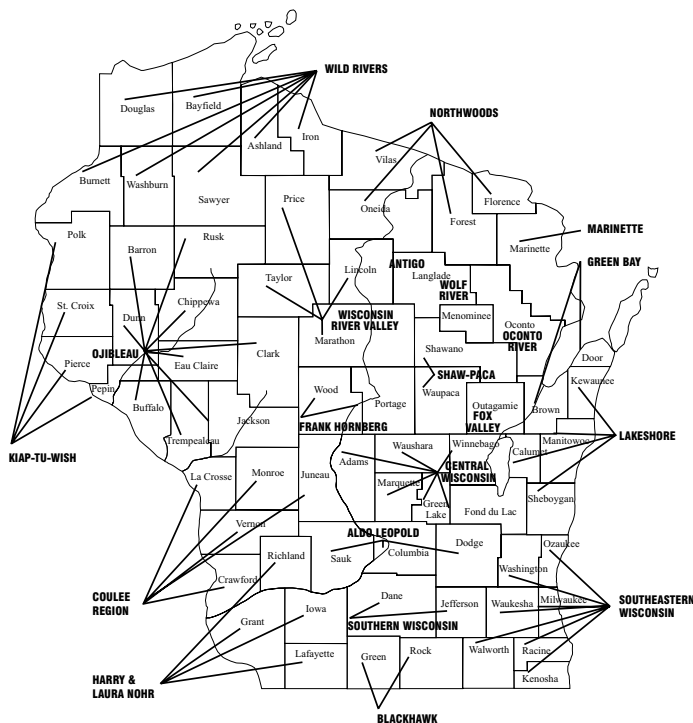 WILD RIVERS
Bayfield
Douglas
NORTHWOODS
Iron
Ashland
Vilas
Burnett
Washburn
Sawyer
Price
Florence
Oneida
Forest
Polk
Rusk
MARINETTE
Barron
Marinette
ANTIGO
GREEN BAY
Taylor
Lincoln
Langlade
WOLF
RIVER
St. Croix
Chippewa
WISCONSIN
RIVER VALLEY
Menominee
Dunn
Oconto
OCONTO
RIVER
Marathon
OJIBLEAU
Clark
Shawano
Door
Eau Claire
Pierce
SHAW-PACA
Kewaunee
Pepin
Wood
Waupaca
Buffalo
Portage
Outagamie
Brown
FOX
VALLEY
Jackson
FRANK HORNBERG
Trempealeau
LAKESHORE
Manitowoc
Winnebago
Waushara
Calumet
KIAP-TU-WISH
Adams
CENTRAL
WISCONSIN
La Crosse
Monroe
Juneau
Marquette
Sheboygan
Green
Lake
Fond du Lac
Vernon
ALDO LEOPOLD
Dodge
Ozaukee
Richland
Sauk
Columbia
Washington
Crawford
COULEE
REGION
Dane
Milwaukee
SOUTHEASTERN
WISCONSIN
Iowa
Jefferson
Waukesha
Grant
SOUTHERN WISCONSIN
Racine
Walworth
Rock
Green
Lafayette
HARRY &
LAURA NOHR
Kenosha
BLACKHAWK